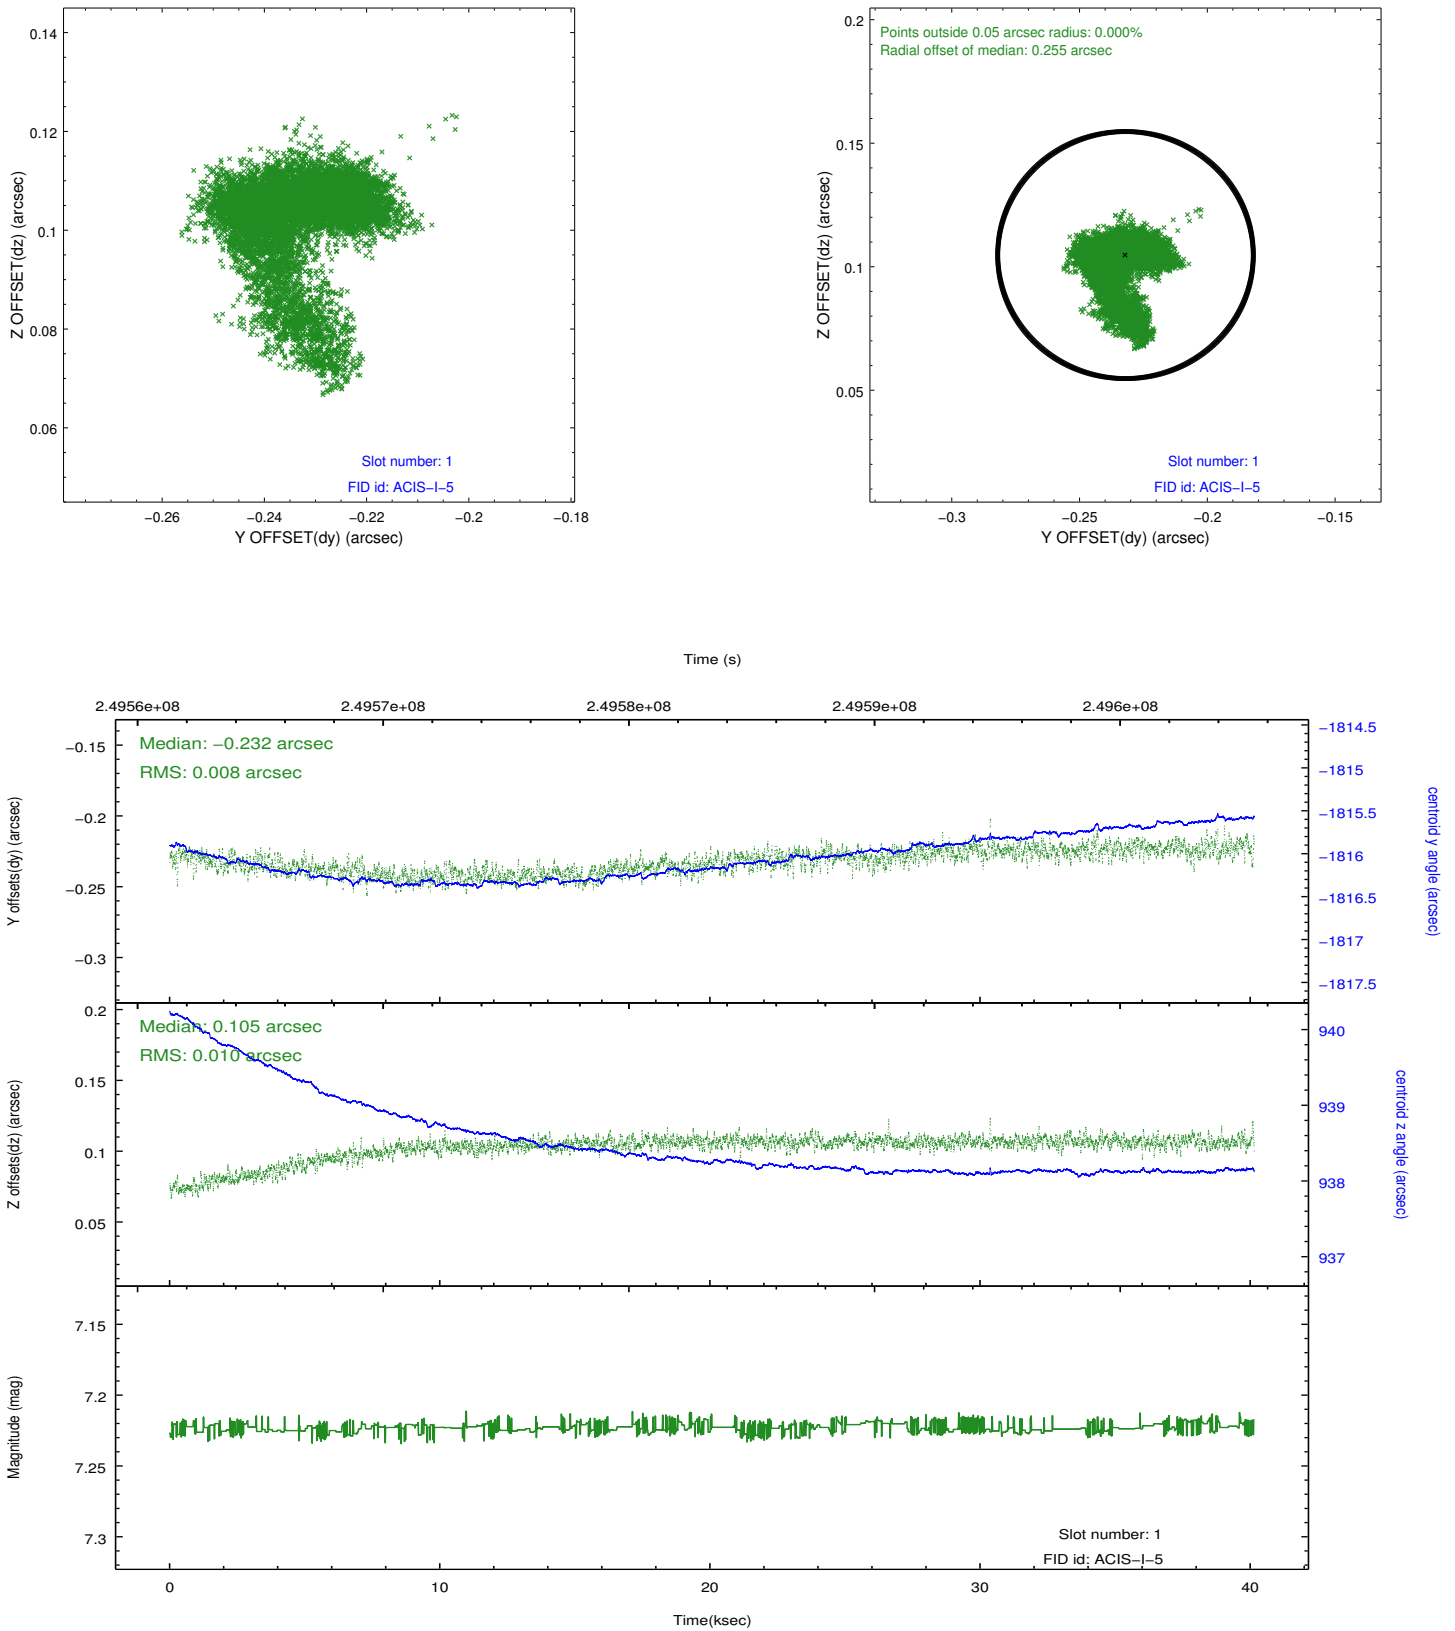 0.14
0.12
0.1
0.08
0.06
Z OFFSET(dz) (arcsec)
−0.26
−0.24
−0.22
−0.2
−0.18
Y OFFSET(dy) (arcsec)
Slot number: 1
FID id: ACIS−I−5
0.2
0.15
0.1
0.05
Z OFFSET(dz) (arcsec)
Points outside 0.05 arcsec radius: 0.000%
Radial offset of median: 0.255 arcsec
Slot number: 1
FID id: ACIS−I−5
−0.3
−0.25
−0.2
−0.15
Y OFFSET(dy) (arcsec)
Time (s)
2.4956e+08
2.4957e+08
2.4958e+08
2.4959e+08
2.496e+08
Median: −0.232 arcsec
RMS: 0.008 arcsec
−0.15
−0.2
−0.25
−0.3
Y offsets(dy) (arcsec)
−1814.5
−1815
−1815.5
−1816
−1816.5
−1817
−1817.5
centroid y angle (arcsec)
Median: 0.105 arcsec
RMS: 0.010 arcsec
0.2
0.15
0.1
0.05
Z offsets(dz) (arcsec)
940
939
938
937
centroid z angle (arcsec)
7.15
7.2
7.25
7.3
Magnitude (mag)
Slot number: 1
FID id: ACIS−I−5
0
10
20
30
40
Time(ksec)